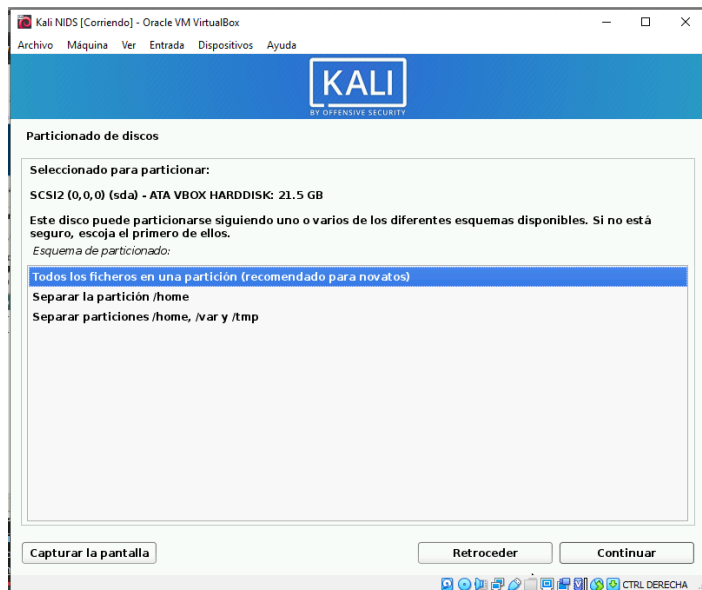 Kali NIDS [Corriendo] - Oracle VM VirtualBox
Archivo Máquina Ver Entrada Dispositivos Ayuda
KALI
BY OFFENSIVE SECURITY
Particionado de discos
Seleccionado para particionar:
SCSI2 (0,0,0) (sda) - ATA VBOX HARDDISK: 21.5 GB
Este disco puede particionarse siguiendo uno o varios de los diferentes esquemas disponibles. Si no está
seguro, escoja el primero de ellos.
Esquema de particionado:
Todos los ficheros en una partición (recomendado para novatos)
Separar la partición /home
Separar particiones /home, /var y /tmp
Capturar la pantalla
Retroceder
Continuar
CTRL DERECHA